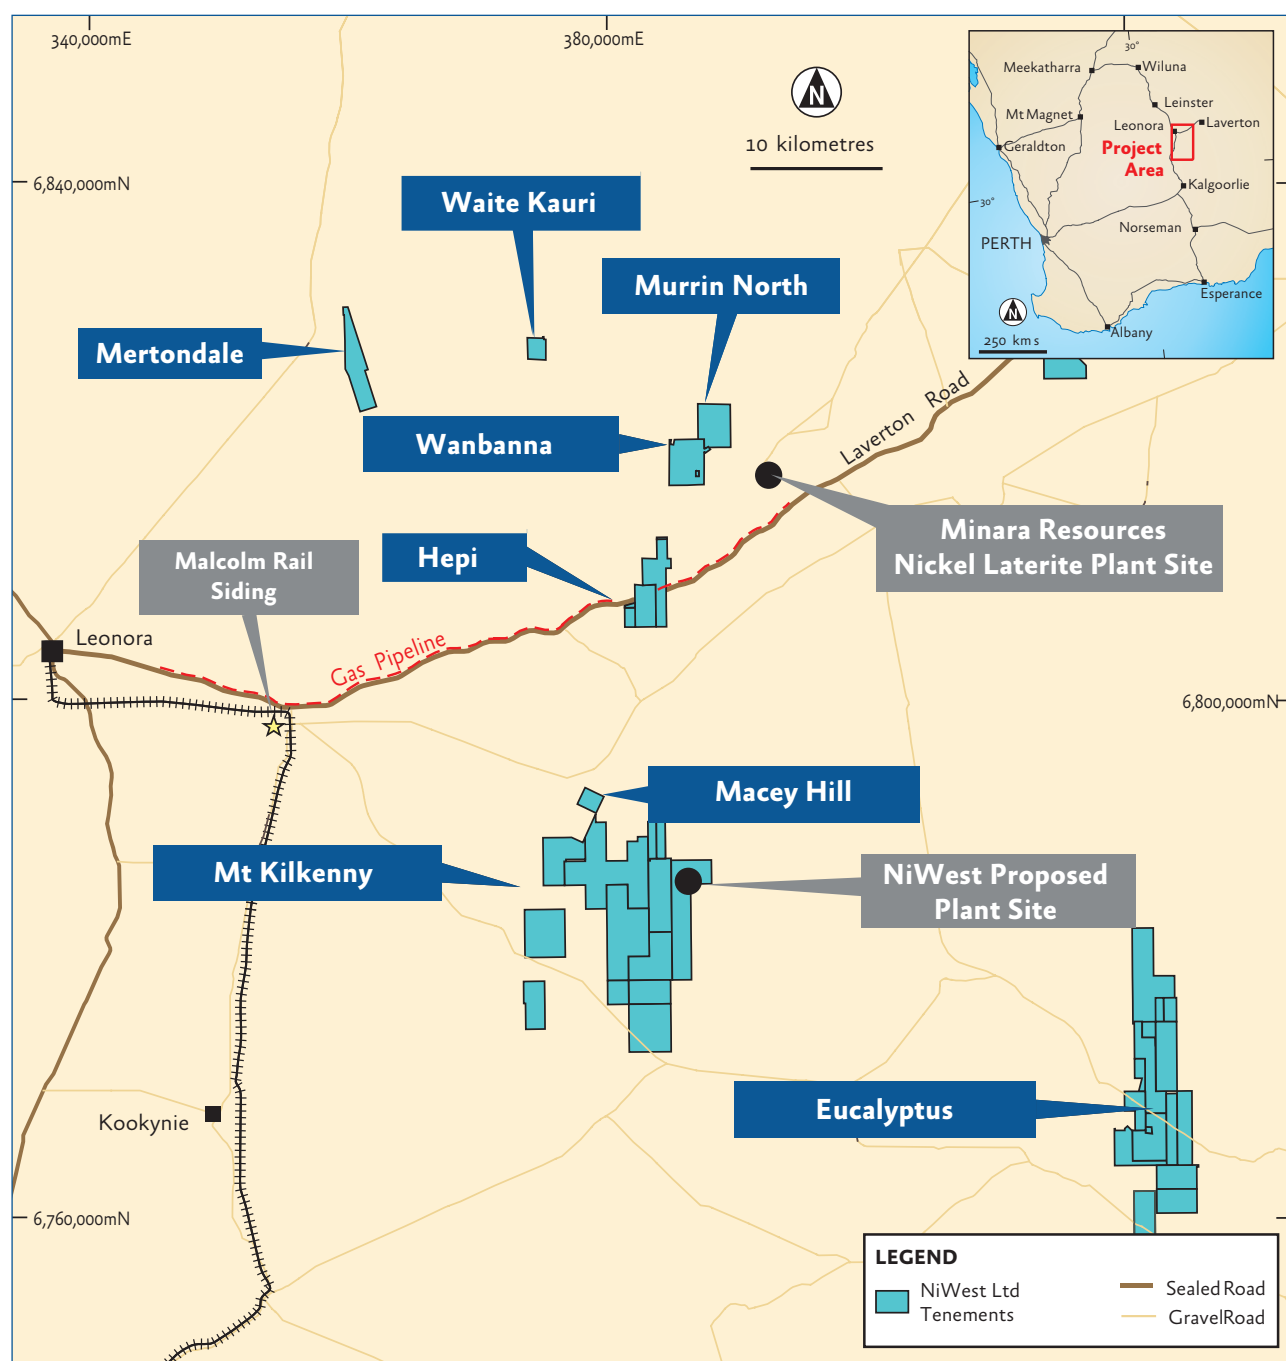 340,000mE
380,000mE
N
10 kilometres
6,840,000mN
30°
Meekatharra
Wiluna
Leinster
Mt Magnet
Leonora
Laverton
Geraldton
Project
Area
Kalgoorlie
30°
Norseman
PERTH
Esperance
N
Albany
250 kms
Waite Kauri
Murrin North
Mertondale
Wanbanna
Laverton Road
Minara Resources
Nickel Laterite Plant Site
Hepi
Malcolm Rail
Siding
Leonora
Gas Pipeline
6,800,000mN
Macey Hill
Mt Kilkenny
NiWest Proposed
Plant Site
Eucalyptus
Kookynie
6,760,000mN
LEGEND
NiWest Ltd
Tenements
Sealed Road
GravelRoad